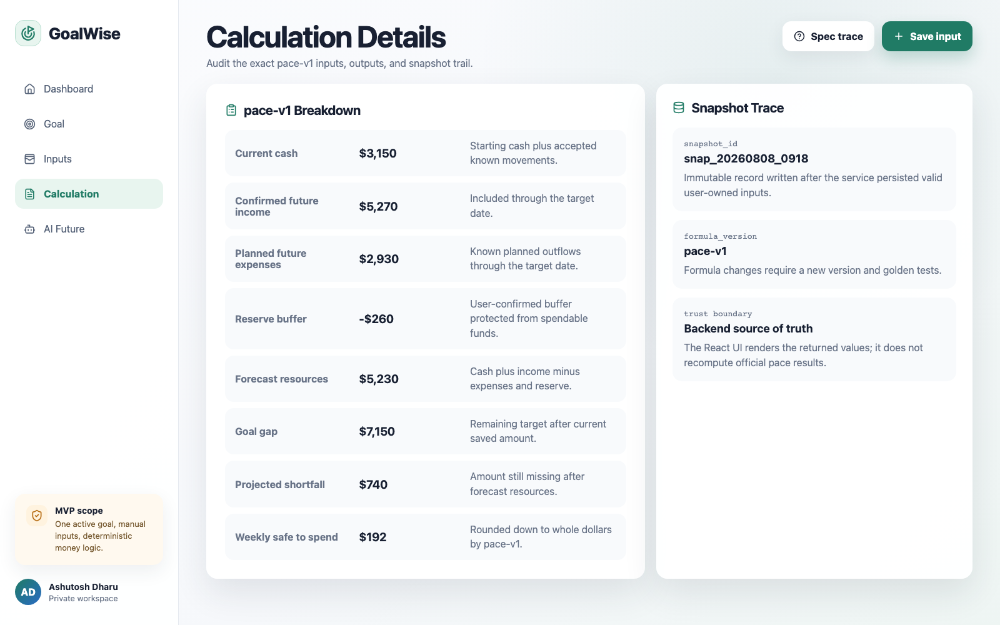 GoalWise
Dashboard
Goal
Inputs
Calculation
AI Future
MVP scope
One active goal, manual
inputs, deterministic
money logic.
AD
Ashutosh Dharu
Private workspace
Calculation Details
Audit the exact pace-v1 inputs, outputs, and snapshot trail.
Spec trace
Save input
pace-v1 Breakdown
Current cash
$3,150
Starting cash plus accepted
known movements.
Confirmed future
income
$5,270
Included through the target
date.
Planned future
expenses
$2,930
Known planned outflows
through the target date.
Reserve buffer
-$260
User-confirmed buffer
protected from spendable
funds.
Forecast resources
$5,230
Cash plus income minus
expenses and reserve.
Goal gap
$7,150
Remaining target after current
saved amount.
Projected shortfall
$740
Amount still missing after
forecast resources.
Weekly safe to spend
$192
Rounded down to whole dollars
by pace-v1.
Snapshot Trace
snapshot_id
snap_20260808_0918
Immutable record written after the service persisted valid
user-owned inputs.
formula_version
pace-v1
Formula changes require a new version and golden tests.
trust boundary
Backend source of truth
The React UI renders the returned values; it does not
recompute official pace results.